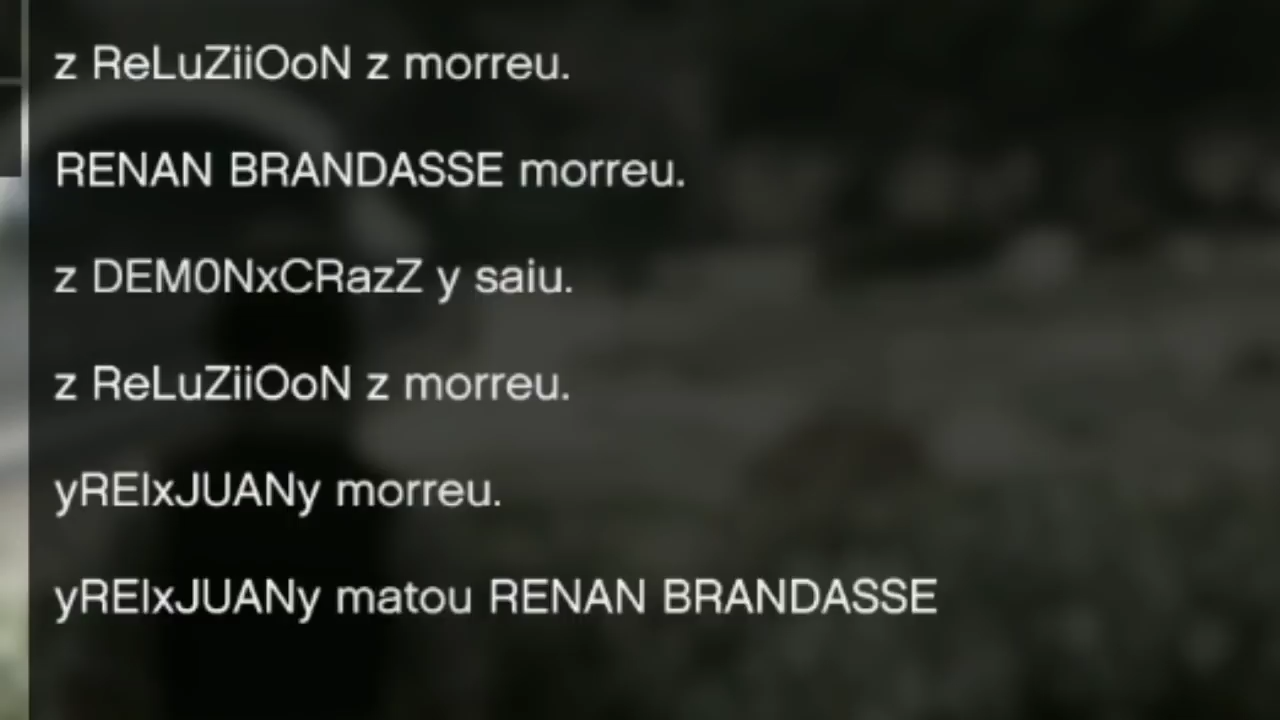 z ReLuZiiOoN z morreu.
RENAN BRANDASSE morreu.
z DEM0NxCRazZ y saiu.
z ReLuZiiOoN z morreu.
yREIxJUANy morreu.
yREIxJUANy matou RENAN BRANDASSE